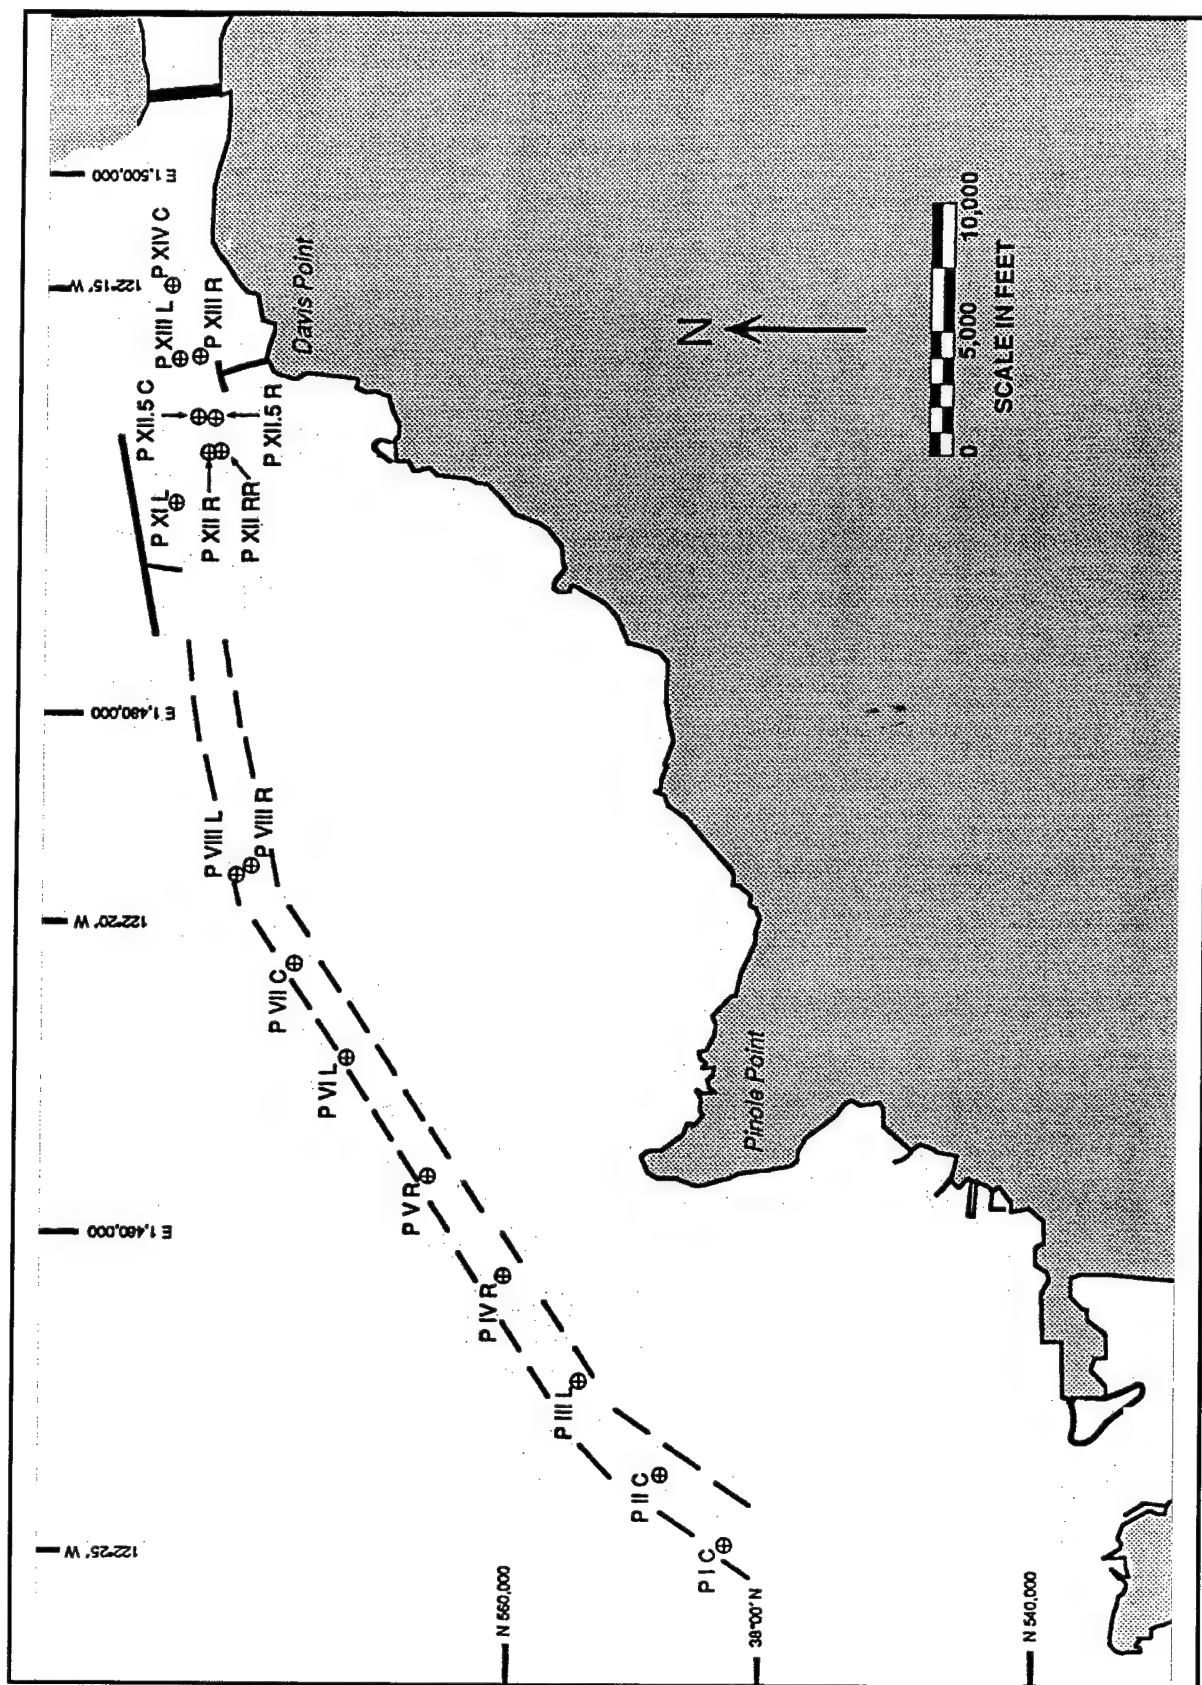 E 1,500,000
122°15' W
E 1,480,000
122°20' W
E 1,460,000
122°25' W
P XIV C
P XIII L
P XIII R
P XII.5 C
P XII.5 R
P XI L
P XII R
P XII RR
Davis Point
P VIII L
P VIII R
P VII C
P VI L
P V R
P IV R
P III L
P II C
P I C
Pinole Point
N
0
5,000
10,000
SCALE IN FEET
N 560,000
38°00' N
N 540,000